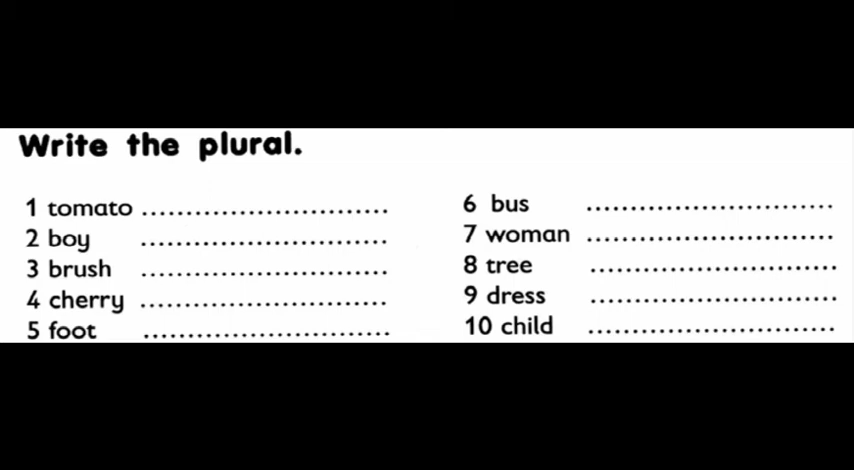 Write the plural.
1 tomato ..............................
2 boy ..............................
3 brush ..............................
4 cherry ..............................
5 foot ..............................
6 bus ..............................
7 woman ..............................
8 tree ..............................
9 dress ..............................
10 child ..............................